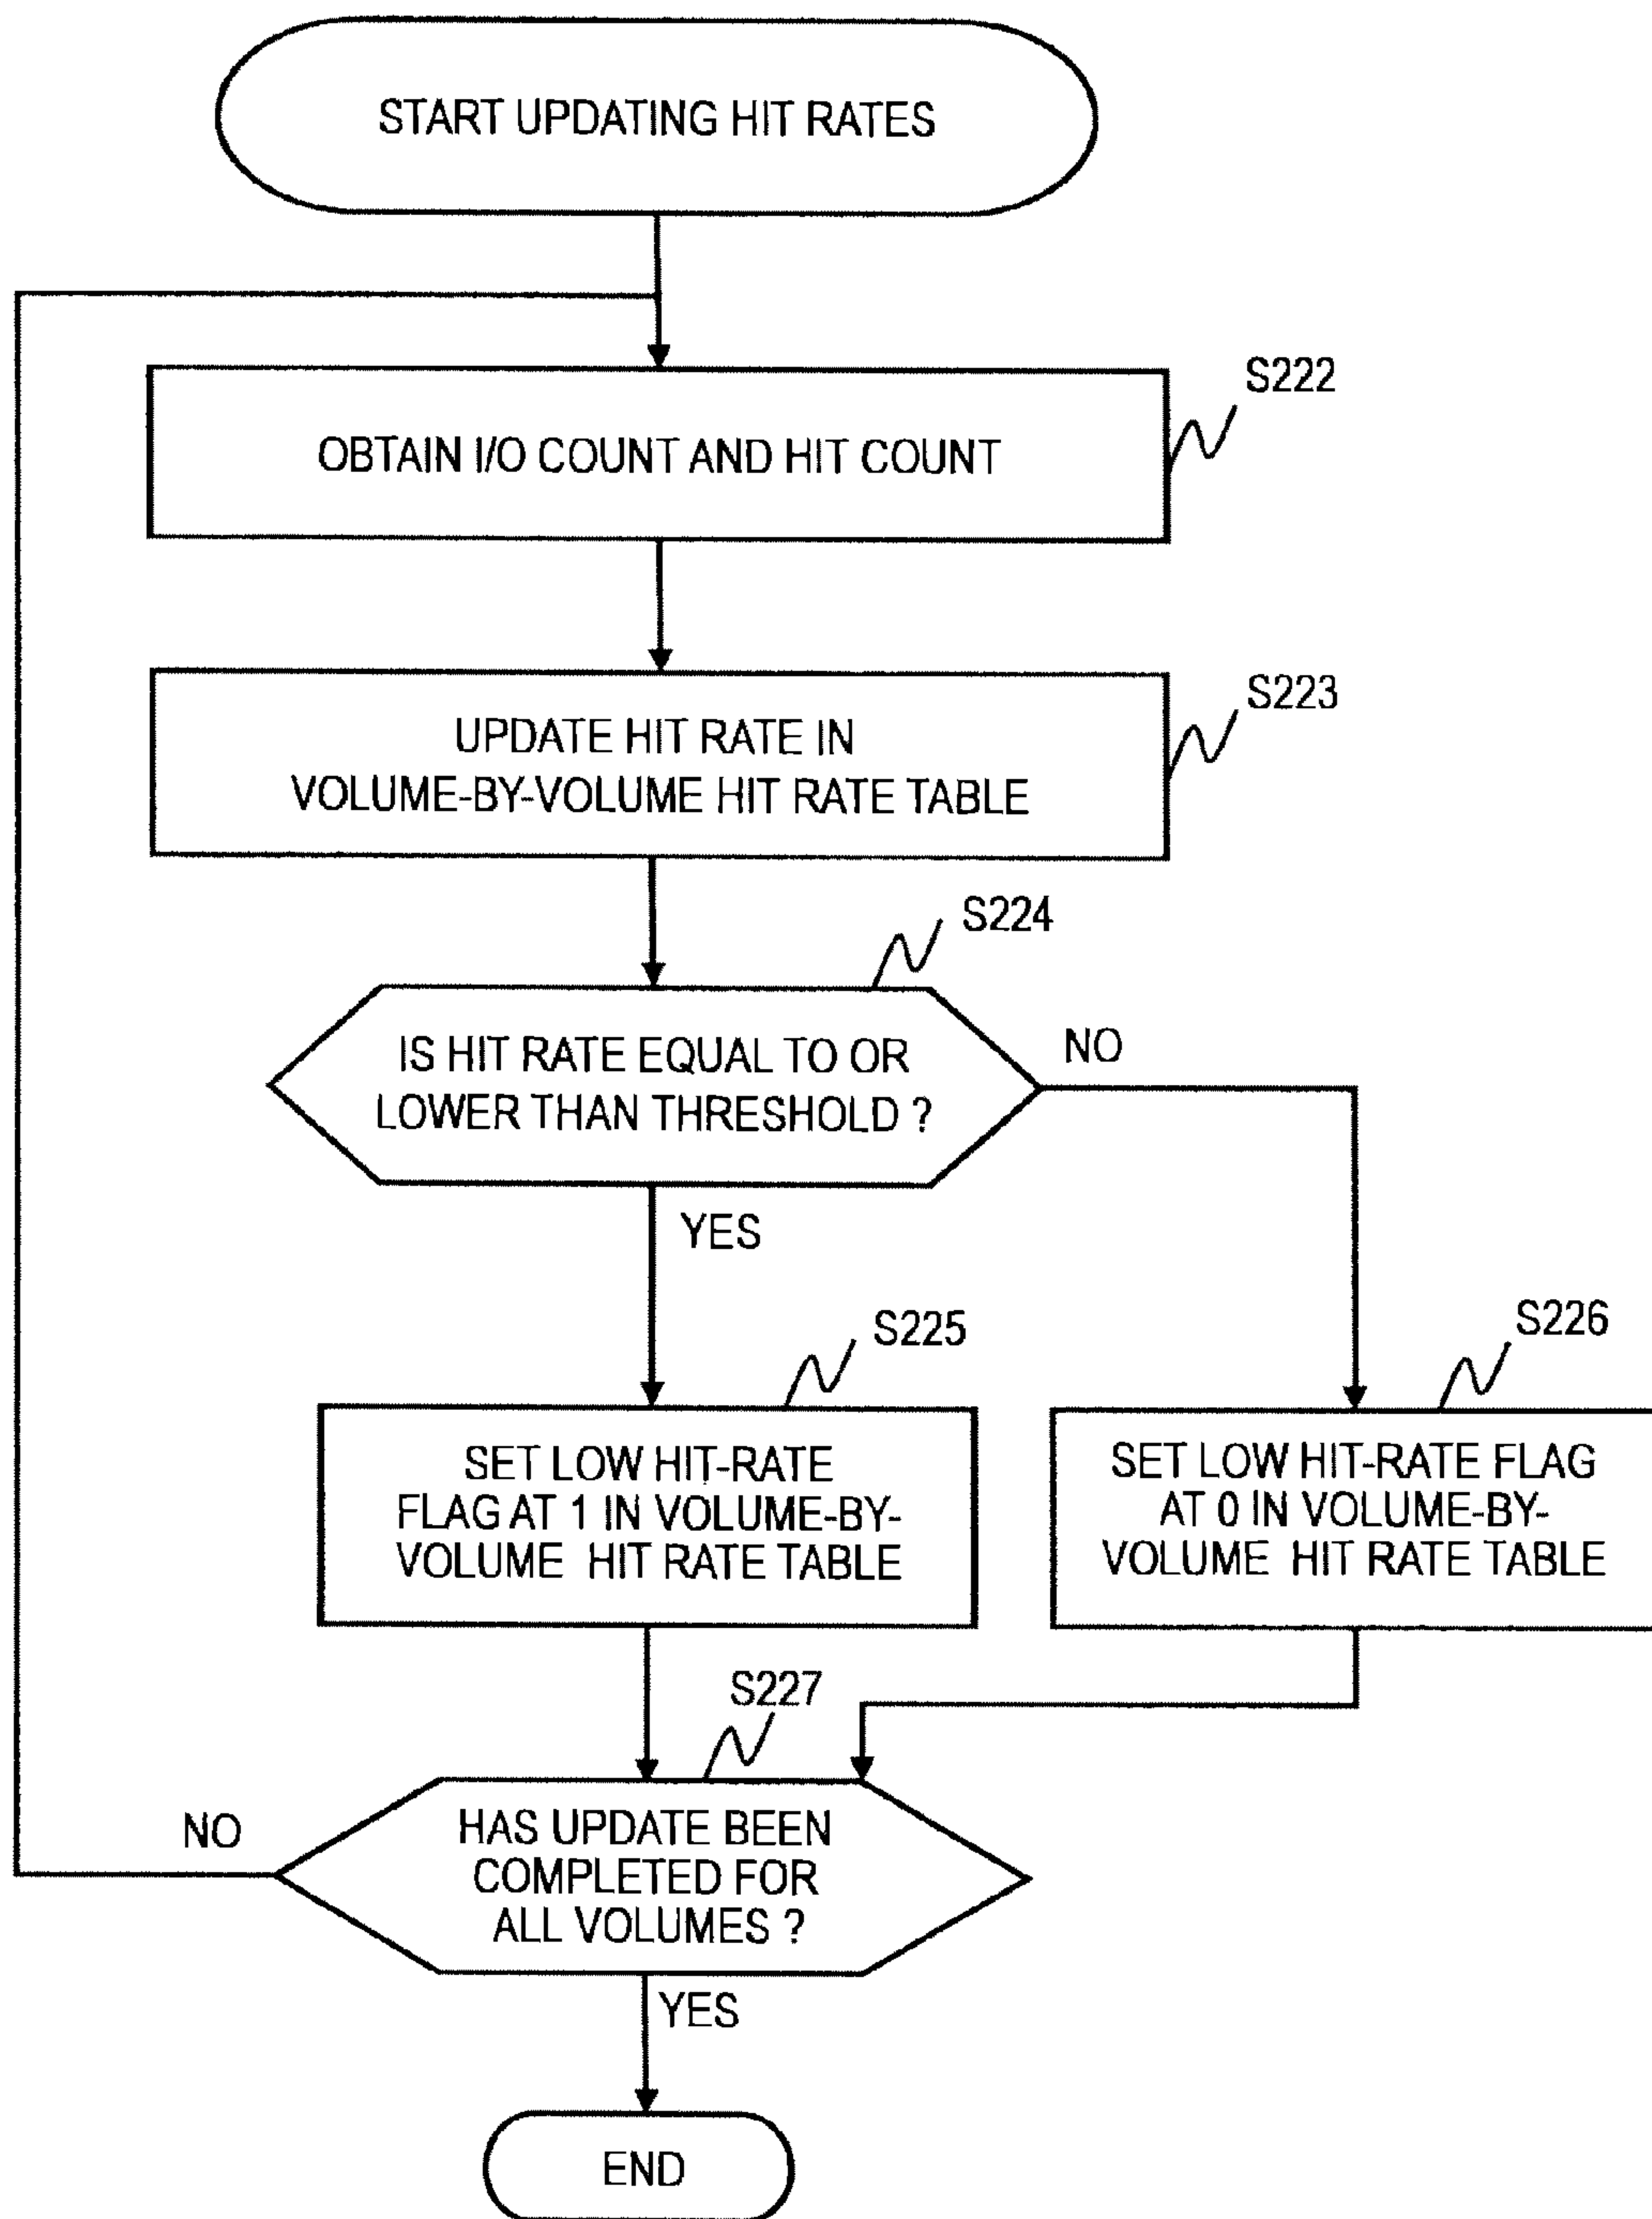 START UPDATING HIT RATES
S222
OBTAIN I/O COUNT AND HIT COUNT
S223
UPDATE HIT RATE IN
VOLUME-BY-VOLUME HIT RATE TABLE
S224
IS HIT RATE EQUAL TO OR
LOWER THAN THRESHOLD ?
NO
YES
S225
SET LOW HIT-RATE
FLAG AT 1 IN VOLUME-BY-
VOLUME HIT RATE TABLE
S226
SET LOW HIT-RATE FLAG
AT 0 IN VOLUME-BY-
VOLUME HIT RATE TABLE
S227
HAS UPDATE BEEN
COMPLETED FOR
ALL VOLUMES ?
NO
YES
END